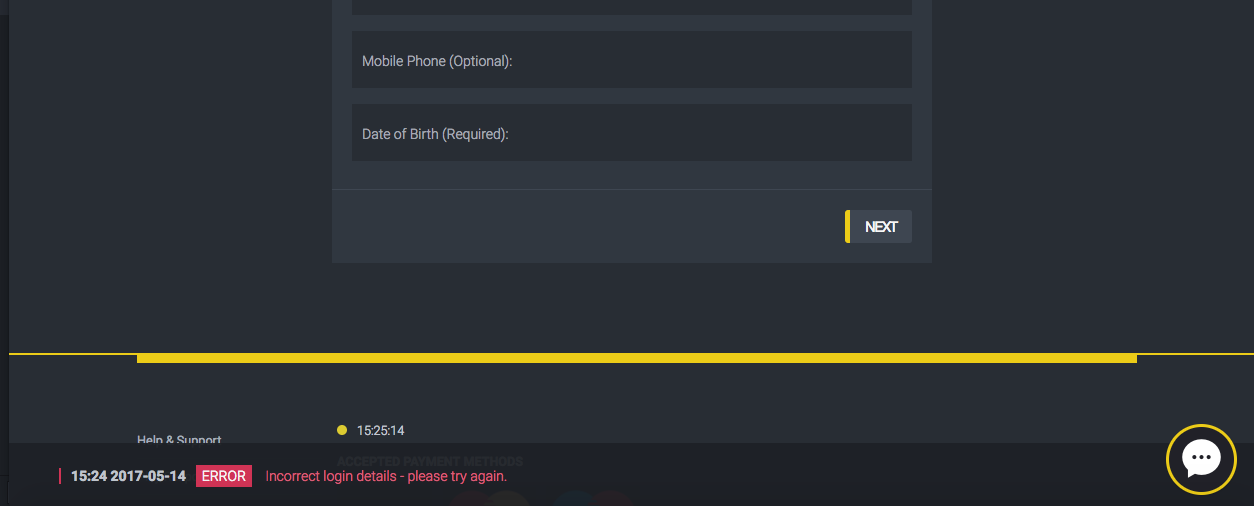 Mobile Phone (Optional):
Date of Birth (Required):
NEXT
15:25:14
Help & Support
ACCEPTED PAYMENT METHODS
15:24 2017-05-14 ERROR Incorrect login details - please try again.